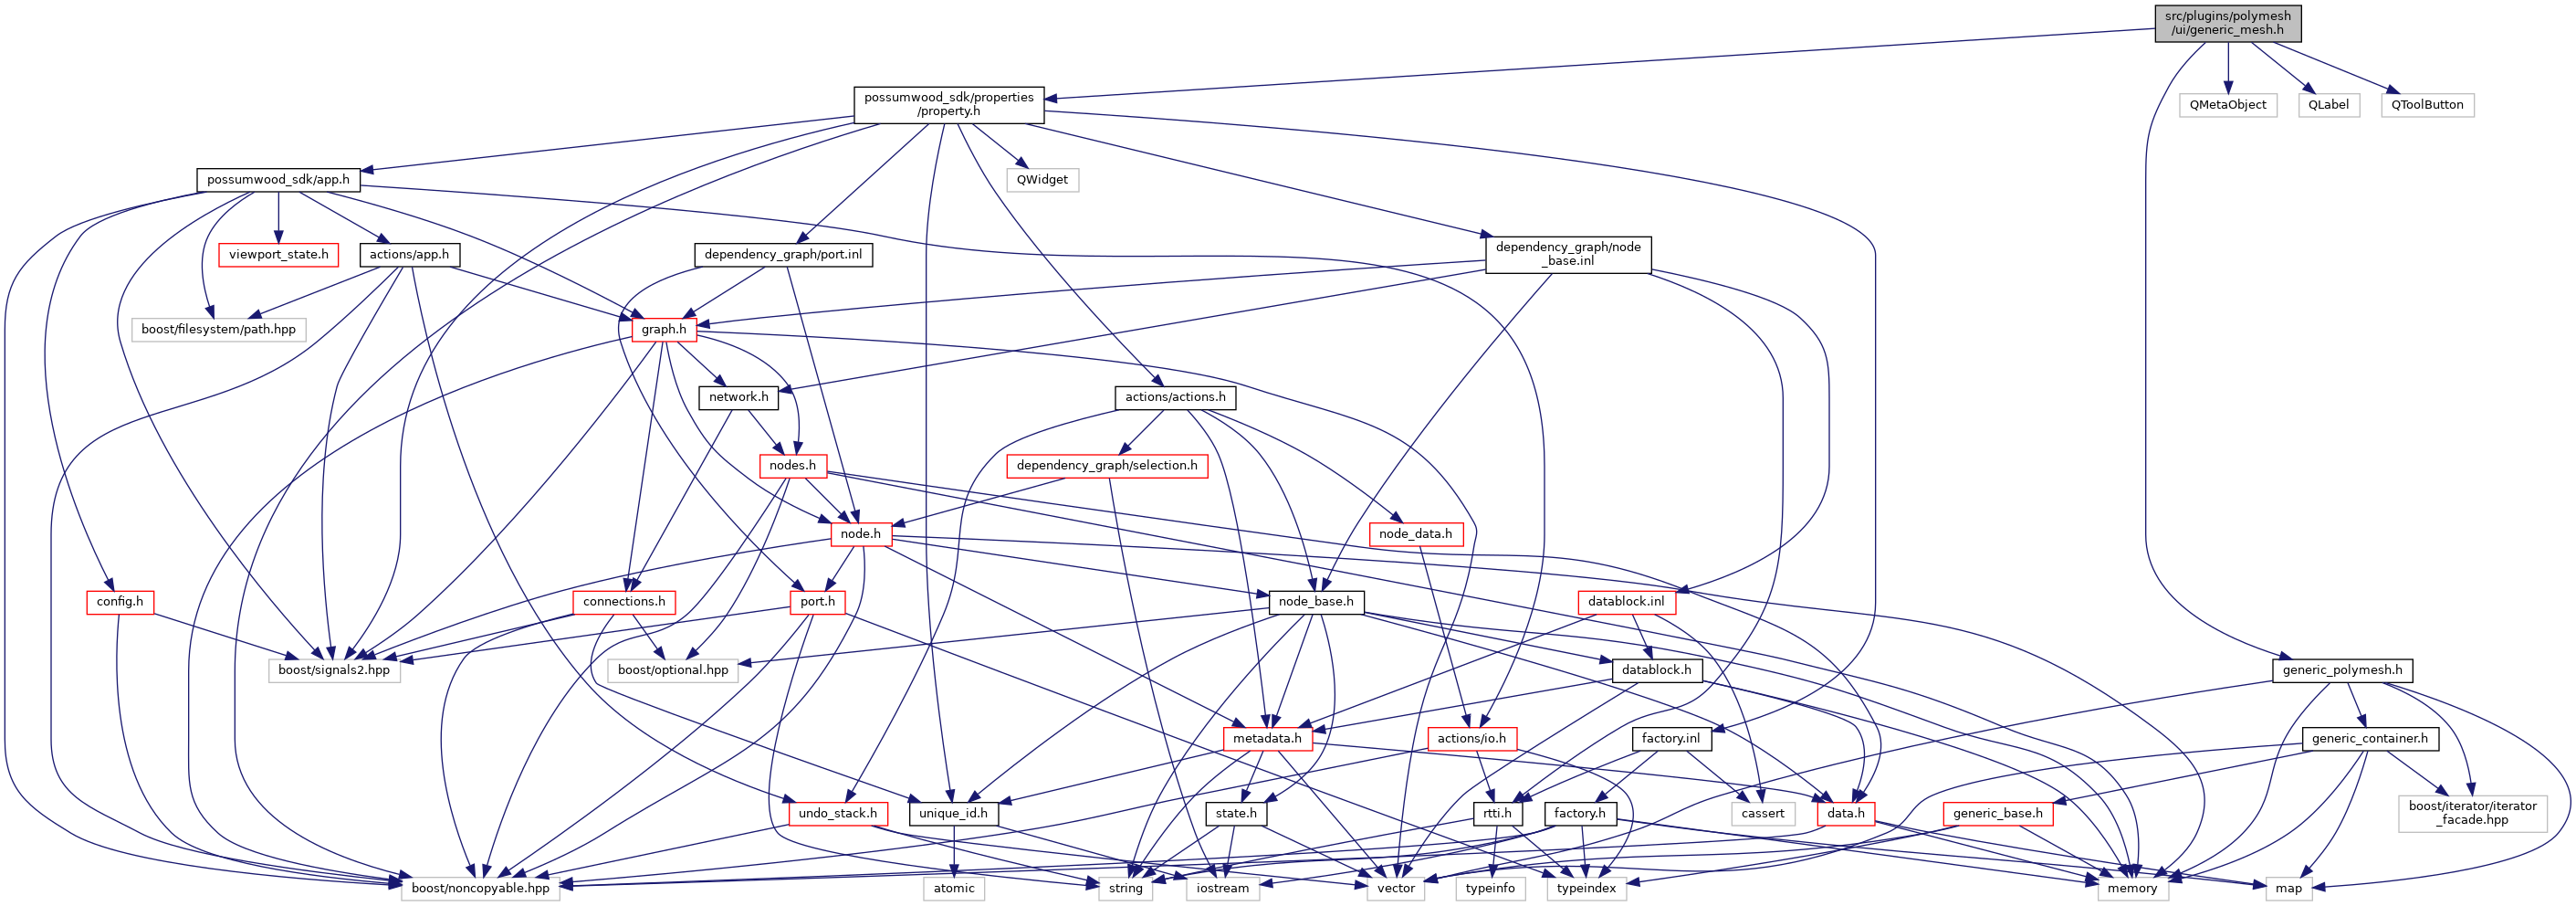 src/plugins/polymesh
/ui/generic_mesh.h
possumwood_sdk/properties
/property.h
QMetaObject
QLabel
QToolButton
possumwood_sdk/app.h
QWidget
viewport_state.h
actions/app.h
dependency_graph/port.inl
dependency_graph/node
_base.inl
boost/filesystem/path.hpp
graph.h
network.h
actions/actions.h
nodes.h
dependency_graph/selection.h
node.h
node_data.h
config.h
connections.h
port.h
node_base.h
datablock.inl
boost/signals2.hpp
boost/optional.hpp
datablock.h
generic_polymesh.h
metadata.h
actions/io.h
factory.inl
generic_container.h
undo_stack.h
unique_id.h
state.h
rtti.h
factory.h
cassert
data.h
generic_base.h
boost/iterator/iterator
_facade.hpp
boost/noncopyable.hpp
atomic
string
iostream
vector
typeinfo
typeindex
memory
map